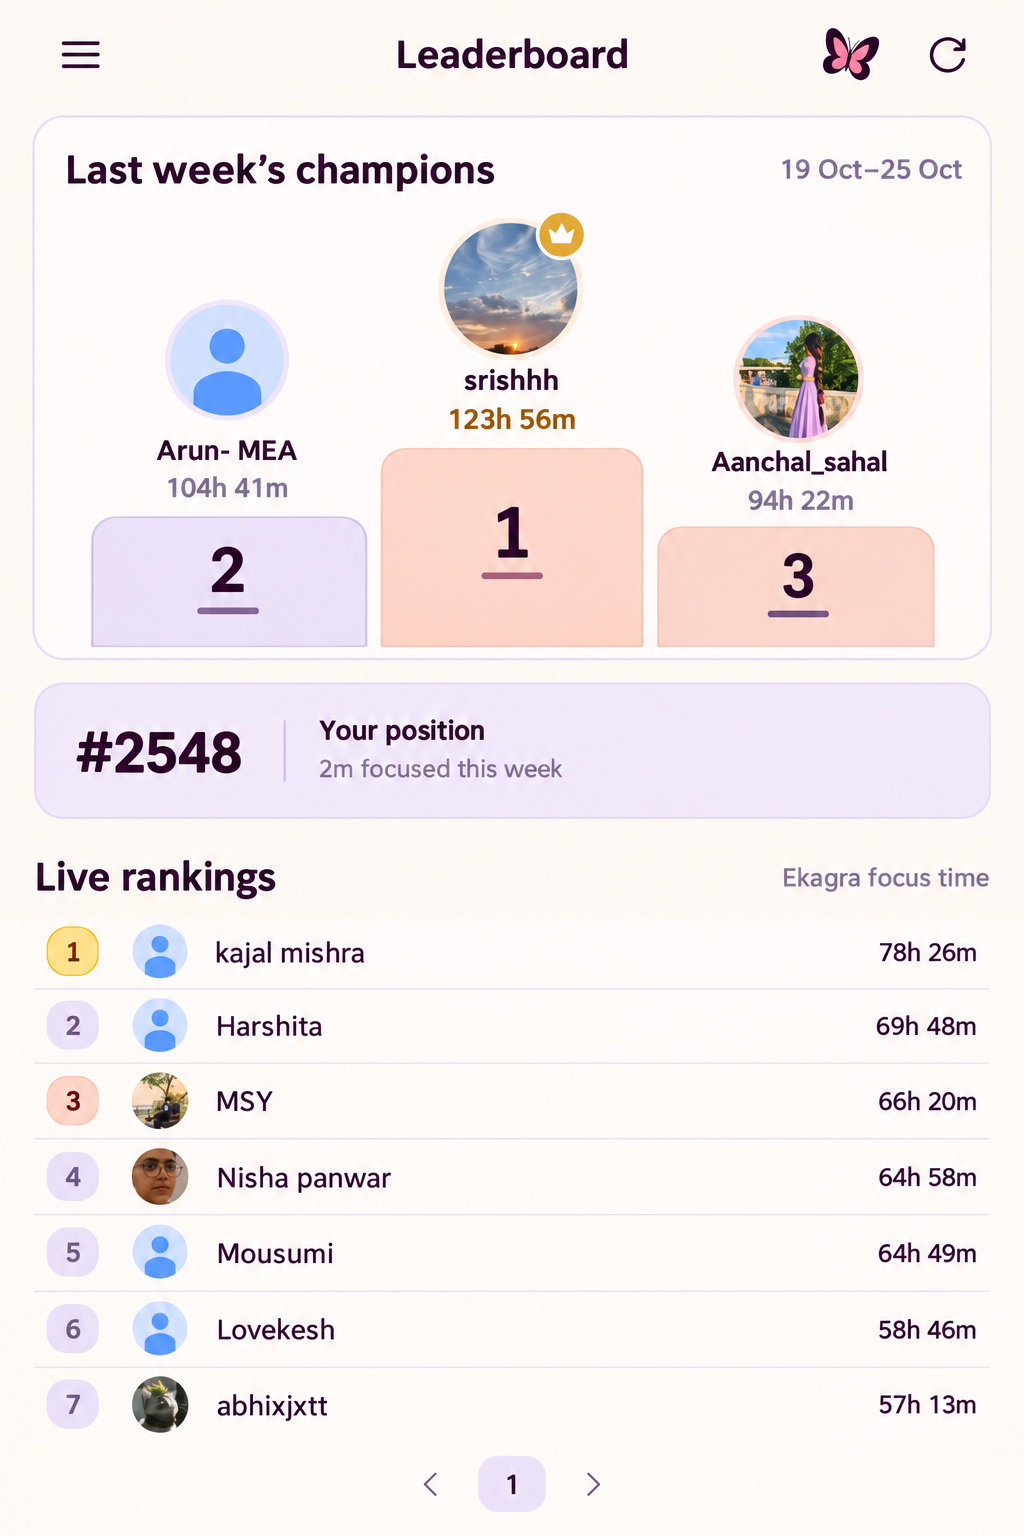 Leaderboard
Last week's champions
19 Oct–25 Oct
srishhh
123h 56m
Arun- MEA
104h 41m
Aanchal_sahal
94h 22m
2
1
3
#2548
Your position
2m focused this week
Live rankings
Ekagra focus time
1 kajal mishra 78h 26m
2 Harshita 69h 48m
3 MSY 66h 20m
4 Nisha panwar 64h 58m
5 Mousumi 64h 49m
6 Lovekesh 58h 46m
7 abhixjxtt 57h 13m
1